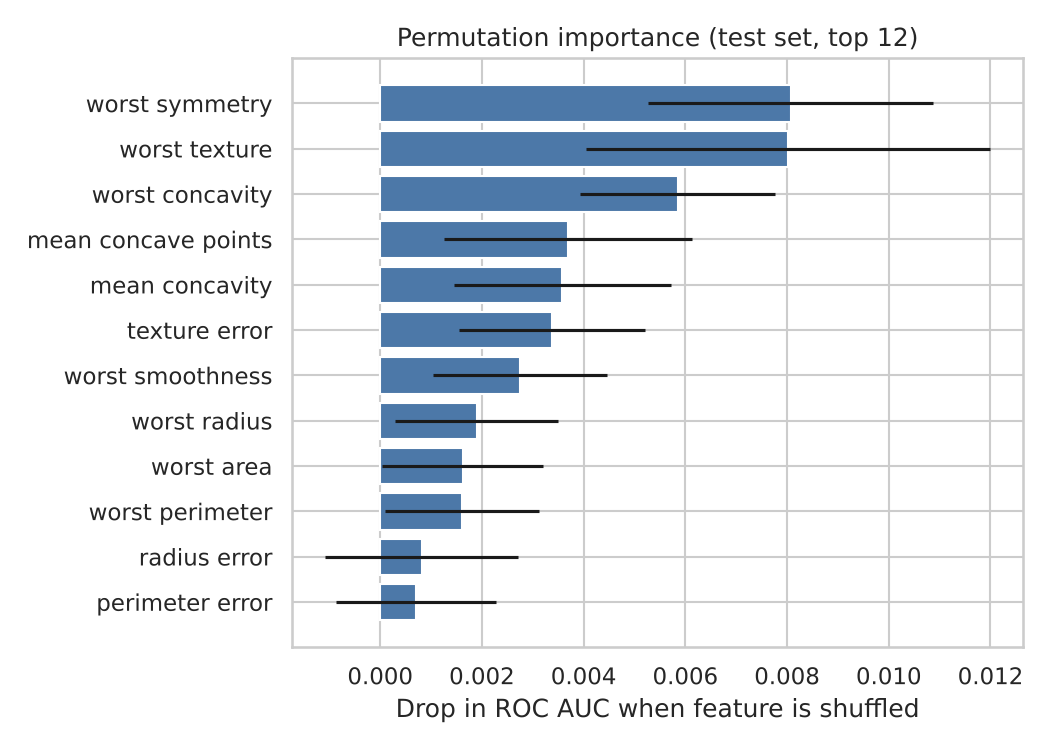 Permutation importance (test set, top 12)
worst symmetry
worst texture
worst concavity
mean concave points
mean concavity
texture error
worst smoothness
worst radius
worst area
worst perimeter
radius error
perimeter error
0.000 0.002 0.004 0.006 0.008 0.010 0.012
Drop in ROC AUC when feature is shuffled